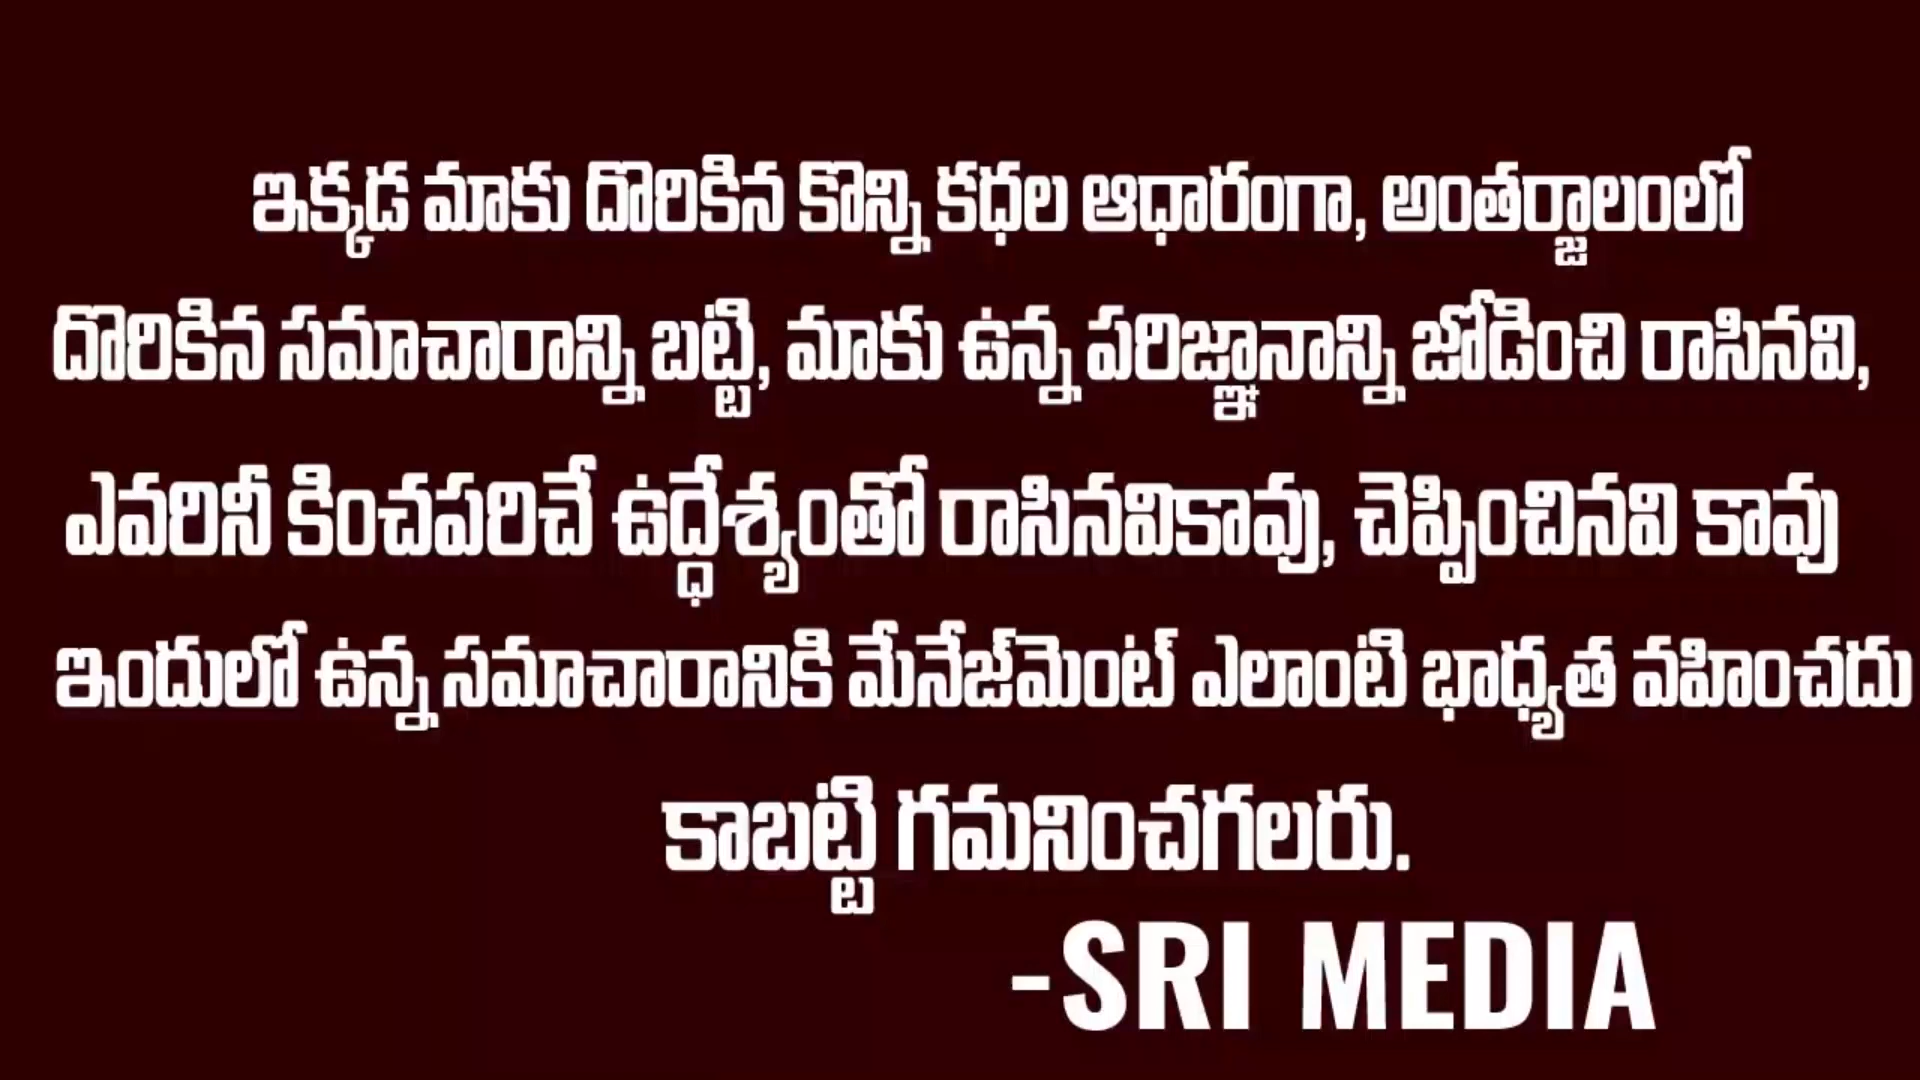 ఇక్కడ మాకు దొరికిన కొన్ని కధల ఆధారంగా, అంతర్జాలంలో
దొరికిన సమాచారాన్ని బట్టి, మాకు ఉన్న పరిజ్ఞానాన్ని జోడించి రాసినవి,
ఎవరినీ కించపరిచే ఉద్ధేశ్యంతో రాసినవికావు, చెప్పించినవి కావు
ఇందులో ఉన్న సమాచారానికి మేనేజ్‌మెంట్ ఎలాంటి భాధ్యత వహించదు
కాబట్టి గమనించగలరు.
-SRI MEDIA